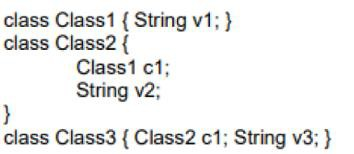 class Class1 { String v1; }
class Class2 {
        Class1 c1;
        String v2;
}
class Class3 { Class2 c1; String v3; }